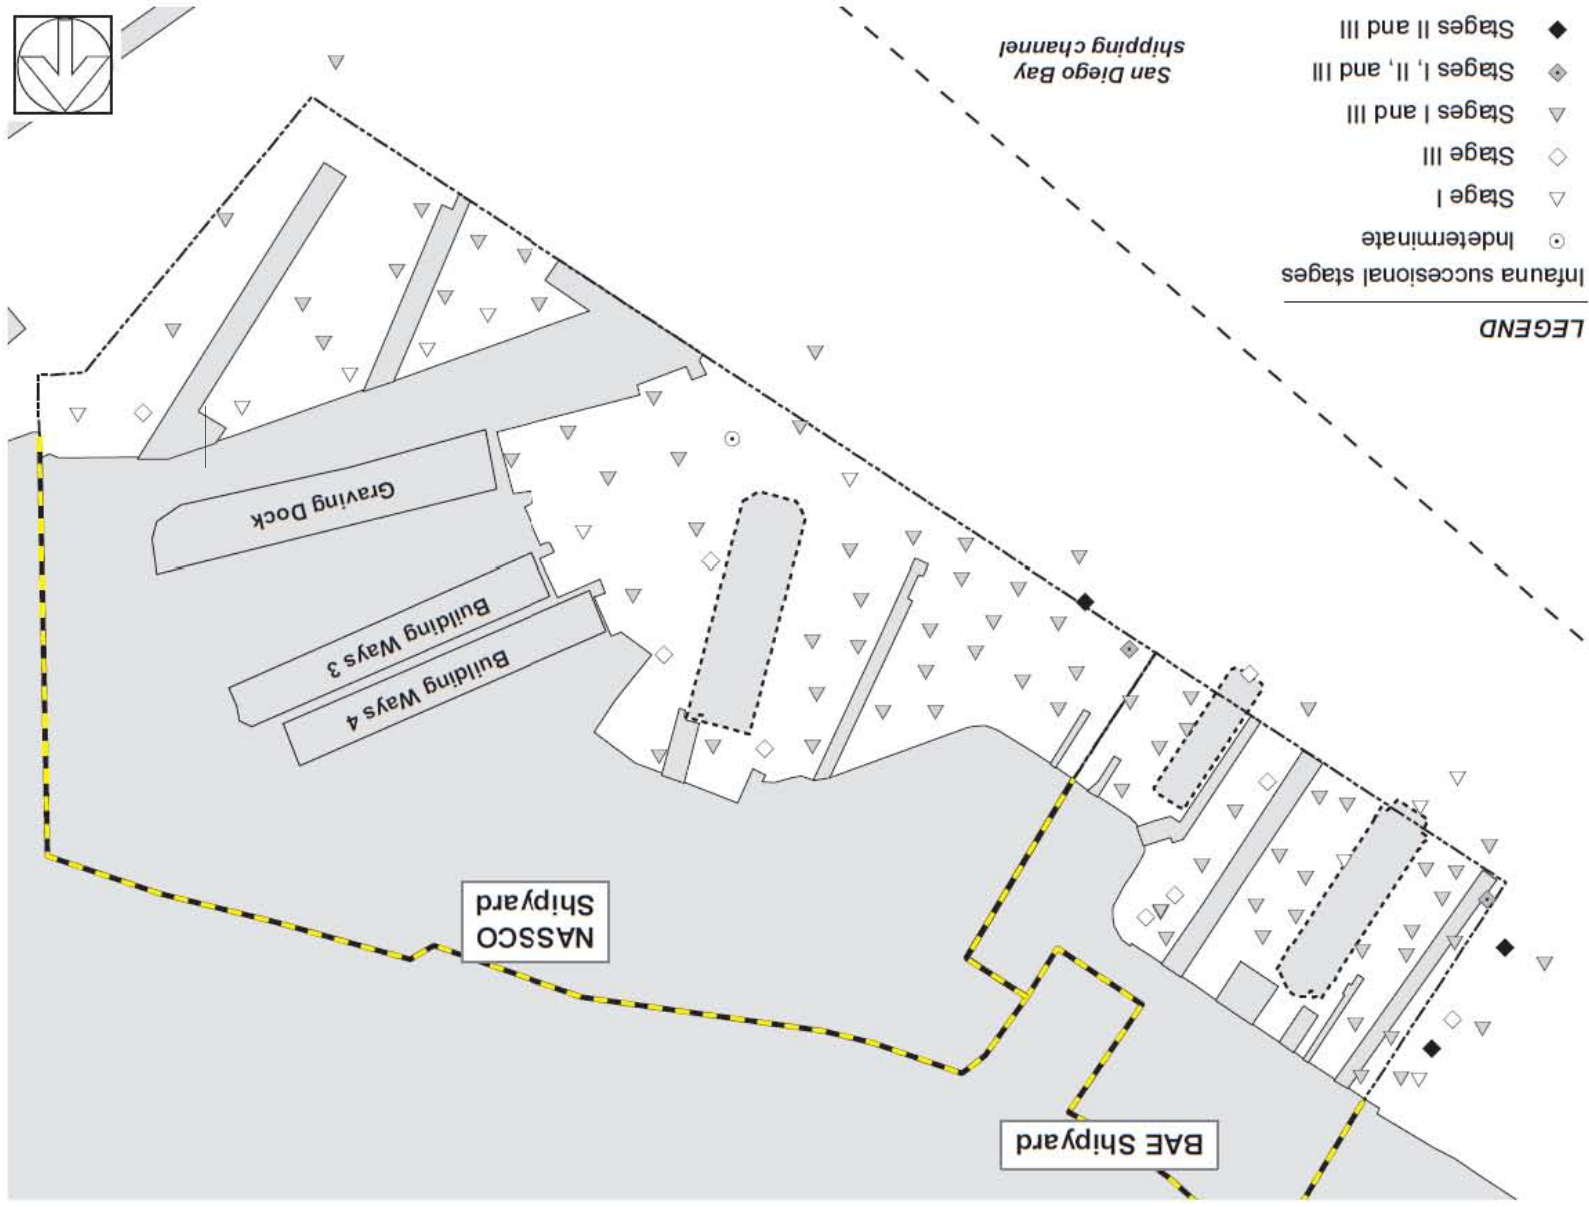 BAE Shipyard
NASSCO
Shipyard
Building Ways 4
Building Ways 3
Graving Dock
LEGEND
Infauna succesional stages
Indeterminate
Stage I
Stage III
Stages I and III
Stages I, II, and III
Stages II and III
San Diego Bay
shipping channel